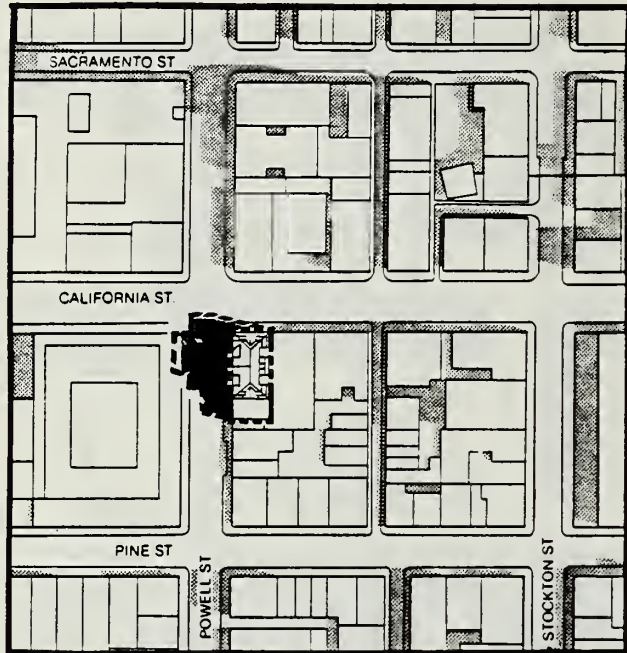 SACRAMENTO ST
CALIFORNIA ST.
PINE ST
POWELL ST
STOCKTON ST